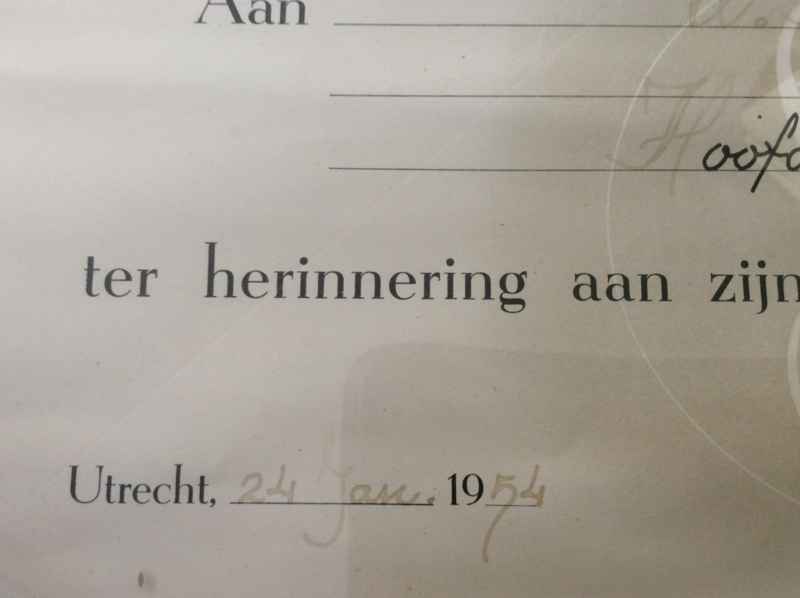 Aan
Hoofd
ter herinnering aan zijn
Utrecht, 24 Jan. 1954